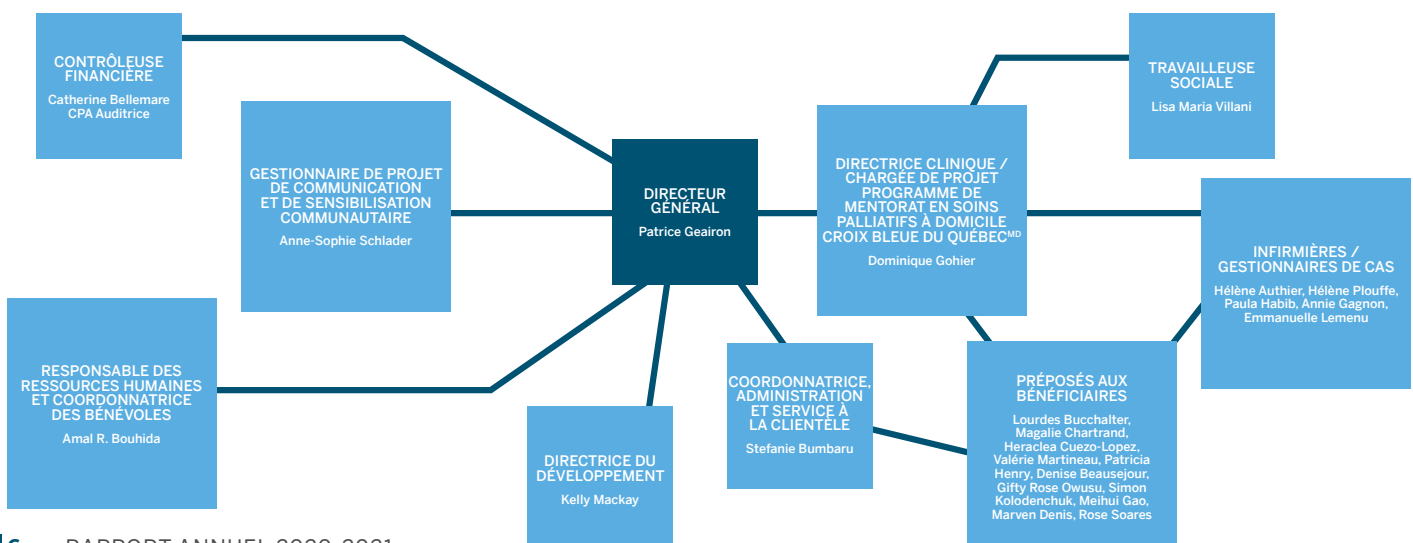 CONTRÔLEUSE
FINANCIÈRE
Catherine Bellemare
CPA Auditrice
GESTIONNAIRE DE PROJET
DE COMMUNICATION
ET DE SENSIBILISATION
COMMUNAUTAIRE
Anne-Sophie Schlader
RESPONSABLE DES
RESSOURCES HUMAINES
ET COORDONNATRICE
DES BÉNÉVOLES
Amal R. Bouhida
DIRECTEUR
GÉNÉRAL
Patrice Geairon
DIRECTRICE DU
DÉVELOPPEMENT
Kelly Mackay
COORDONNATRICE,
ADMINISTRATION
ET SERVICE À
LA CLIENTÈLE
Stefanie Bumbaru
DIRECTRICE CLINIQUE /
CHARGÉE DE PROJET
PROGRAMME DE
MENTORAT EN SOINS
PALLIATIFS À DOMICILE
CROIX BLEUE DU QUÉBECMD
Dominique Gohier
TRAVAILLEUSE
SOCIALE
Lisa Maria Villani
INFIRMIÈRES /
GESTIONNAIRES DE CAS
Hélène Authier, Hélène Plouffe,
Paula Habib, Annie Gagnon,
Emmanuelle Lemenu
PRÉPOSÉS AUX
BÉNÉFICIAIRES
Lourdes Bucchalter,
Magalie Chartrand,
Heraclea Cuezo-Lopez,
Valérie Martineau, Patricia
Henry, Denise Beausejour,
Gifty Rose Owusu, Simon
Kolodenchuk, Meihui Gao,
Marven Denis, Rose Soares
6 RAPPORT ANNUEL 2020-2021